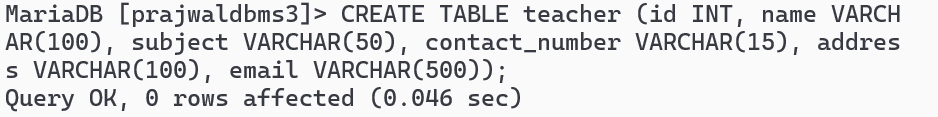 MariaDB [prajwaldbms3]> CREATE TABLE teacher (id INT, name VARCH
AR(100), subject VARCHAR(50), contact_number VARCHAR(15), addres
s VARCHAR(100), email VARCHAR(500));
Query OK, 0 rows affected (0.046 sec)